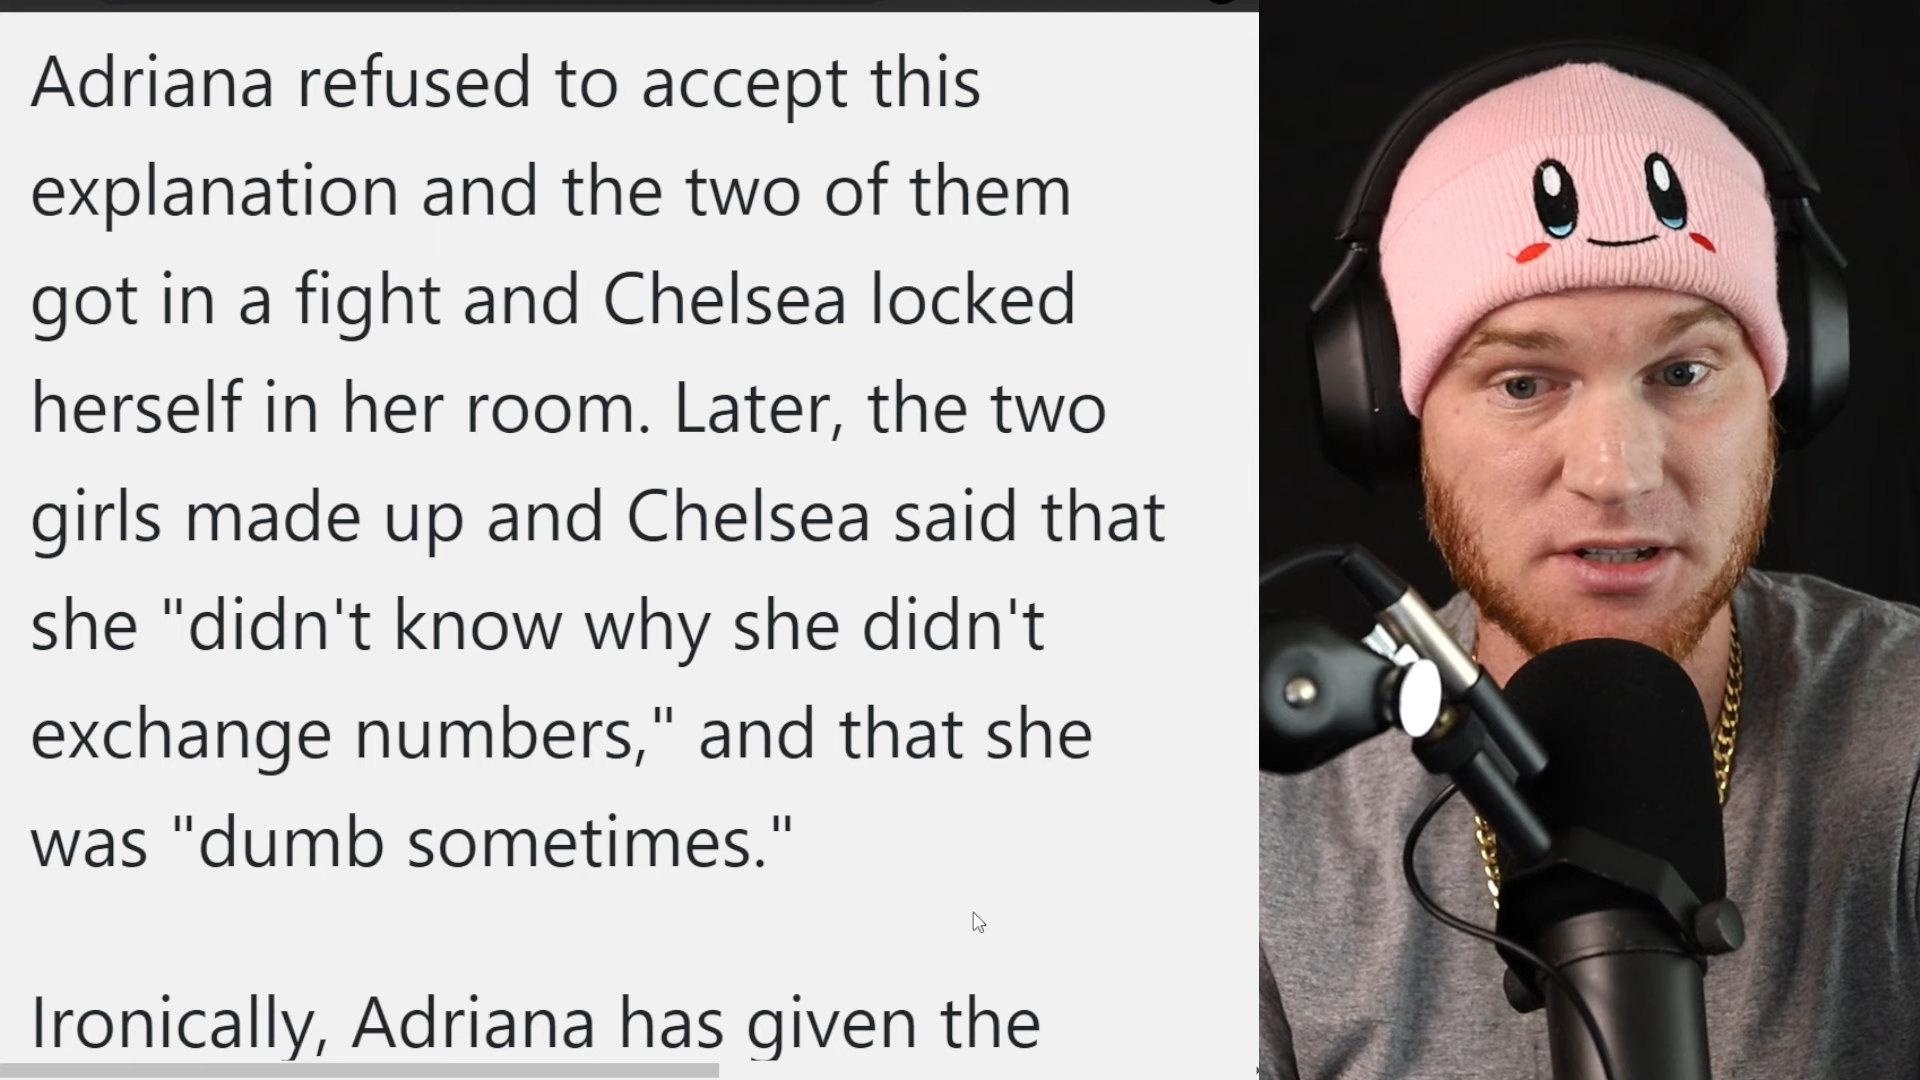 Adriana refused to accept this
explanation and the two of them
got in a fight and Chelsea locked
herself in her room. Later, the two
girls made up and Chelsea said that
she "didn't know why she didn't
exchange numbers," and that she
was "dumb sometimes."
Ironically, Adriana has given the